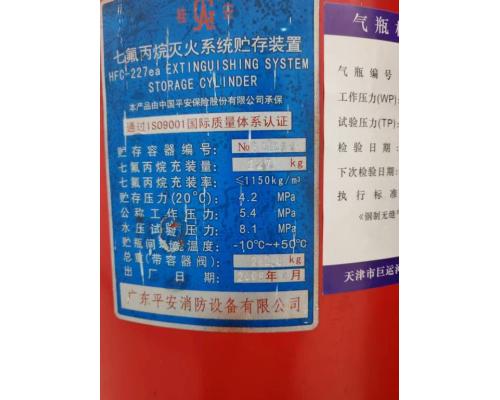 桂安
七氟丙烷灭火系统贮存装置
HFC-227ea EXTINGUISHING SYSTEM
STORAGE CYLINDER
本产品由中国平安保险股份有限公司承保
通过ISO9001国际质量体系认证
贮存容器编号: No
七氟丙烷充装量: kg
七氟丙烷充装率: ≤1150kg/m³
贮存压力(20℃): 4.2 MPa
公称工作压力: 5.4 MPa
水压试验压力: 8.1 MPa
贮瓶间环境温度: -10℃~+50℃
总重(带容器阀): kg
出厂日期: 年 月
广东平安消防设备有限公司
气瓶
气瓶编号
工作压力(WP):
试验压力(TP):
检验日期:
下次检验日期:
执行标准
《钢制无缝
天津市巨运